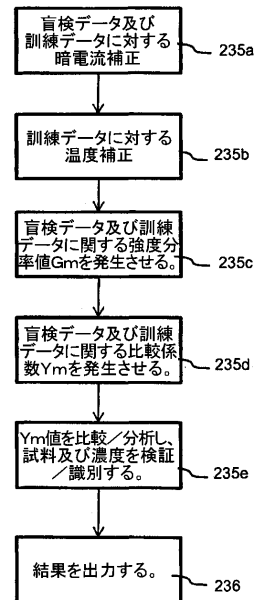 盲検データ及び
訓練データに対する
暗電流補正
235a
訓練データに対する
温度補正
235b
盲検データ及び訓練
データに関する強度分
率値Gmを発生させる。
235c
盲検データ及び訓練
データに関する比較係
数Ymを発生させる。
235d
Ym値を比較/分析し、
試料及び濃度を検証
/識別する。
235e
結果を出力する。
236